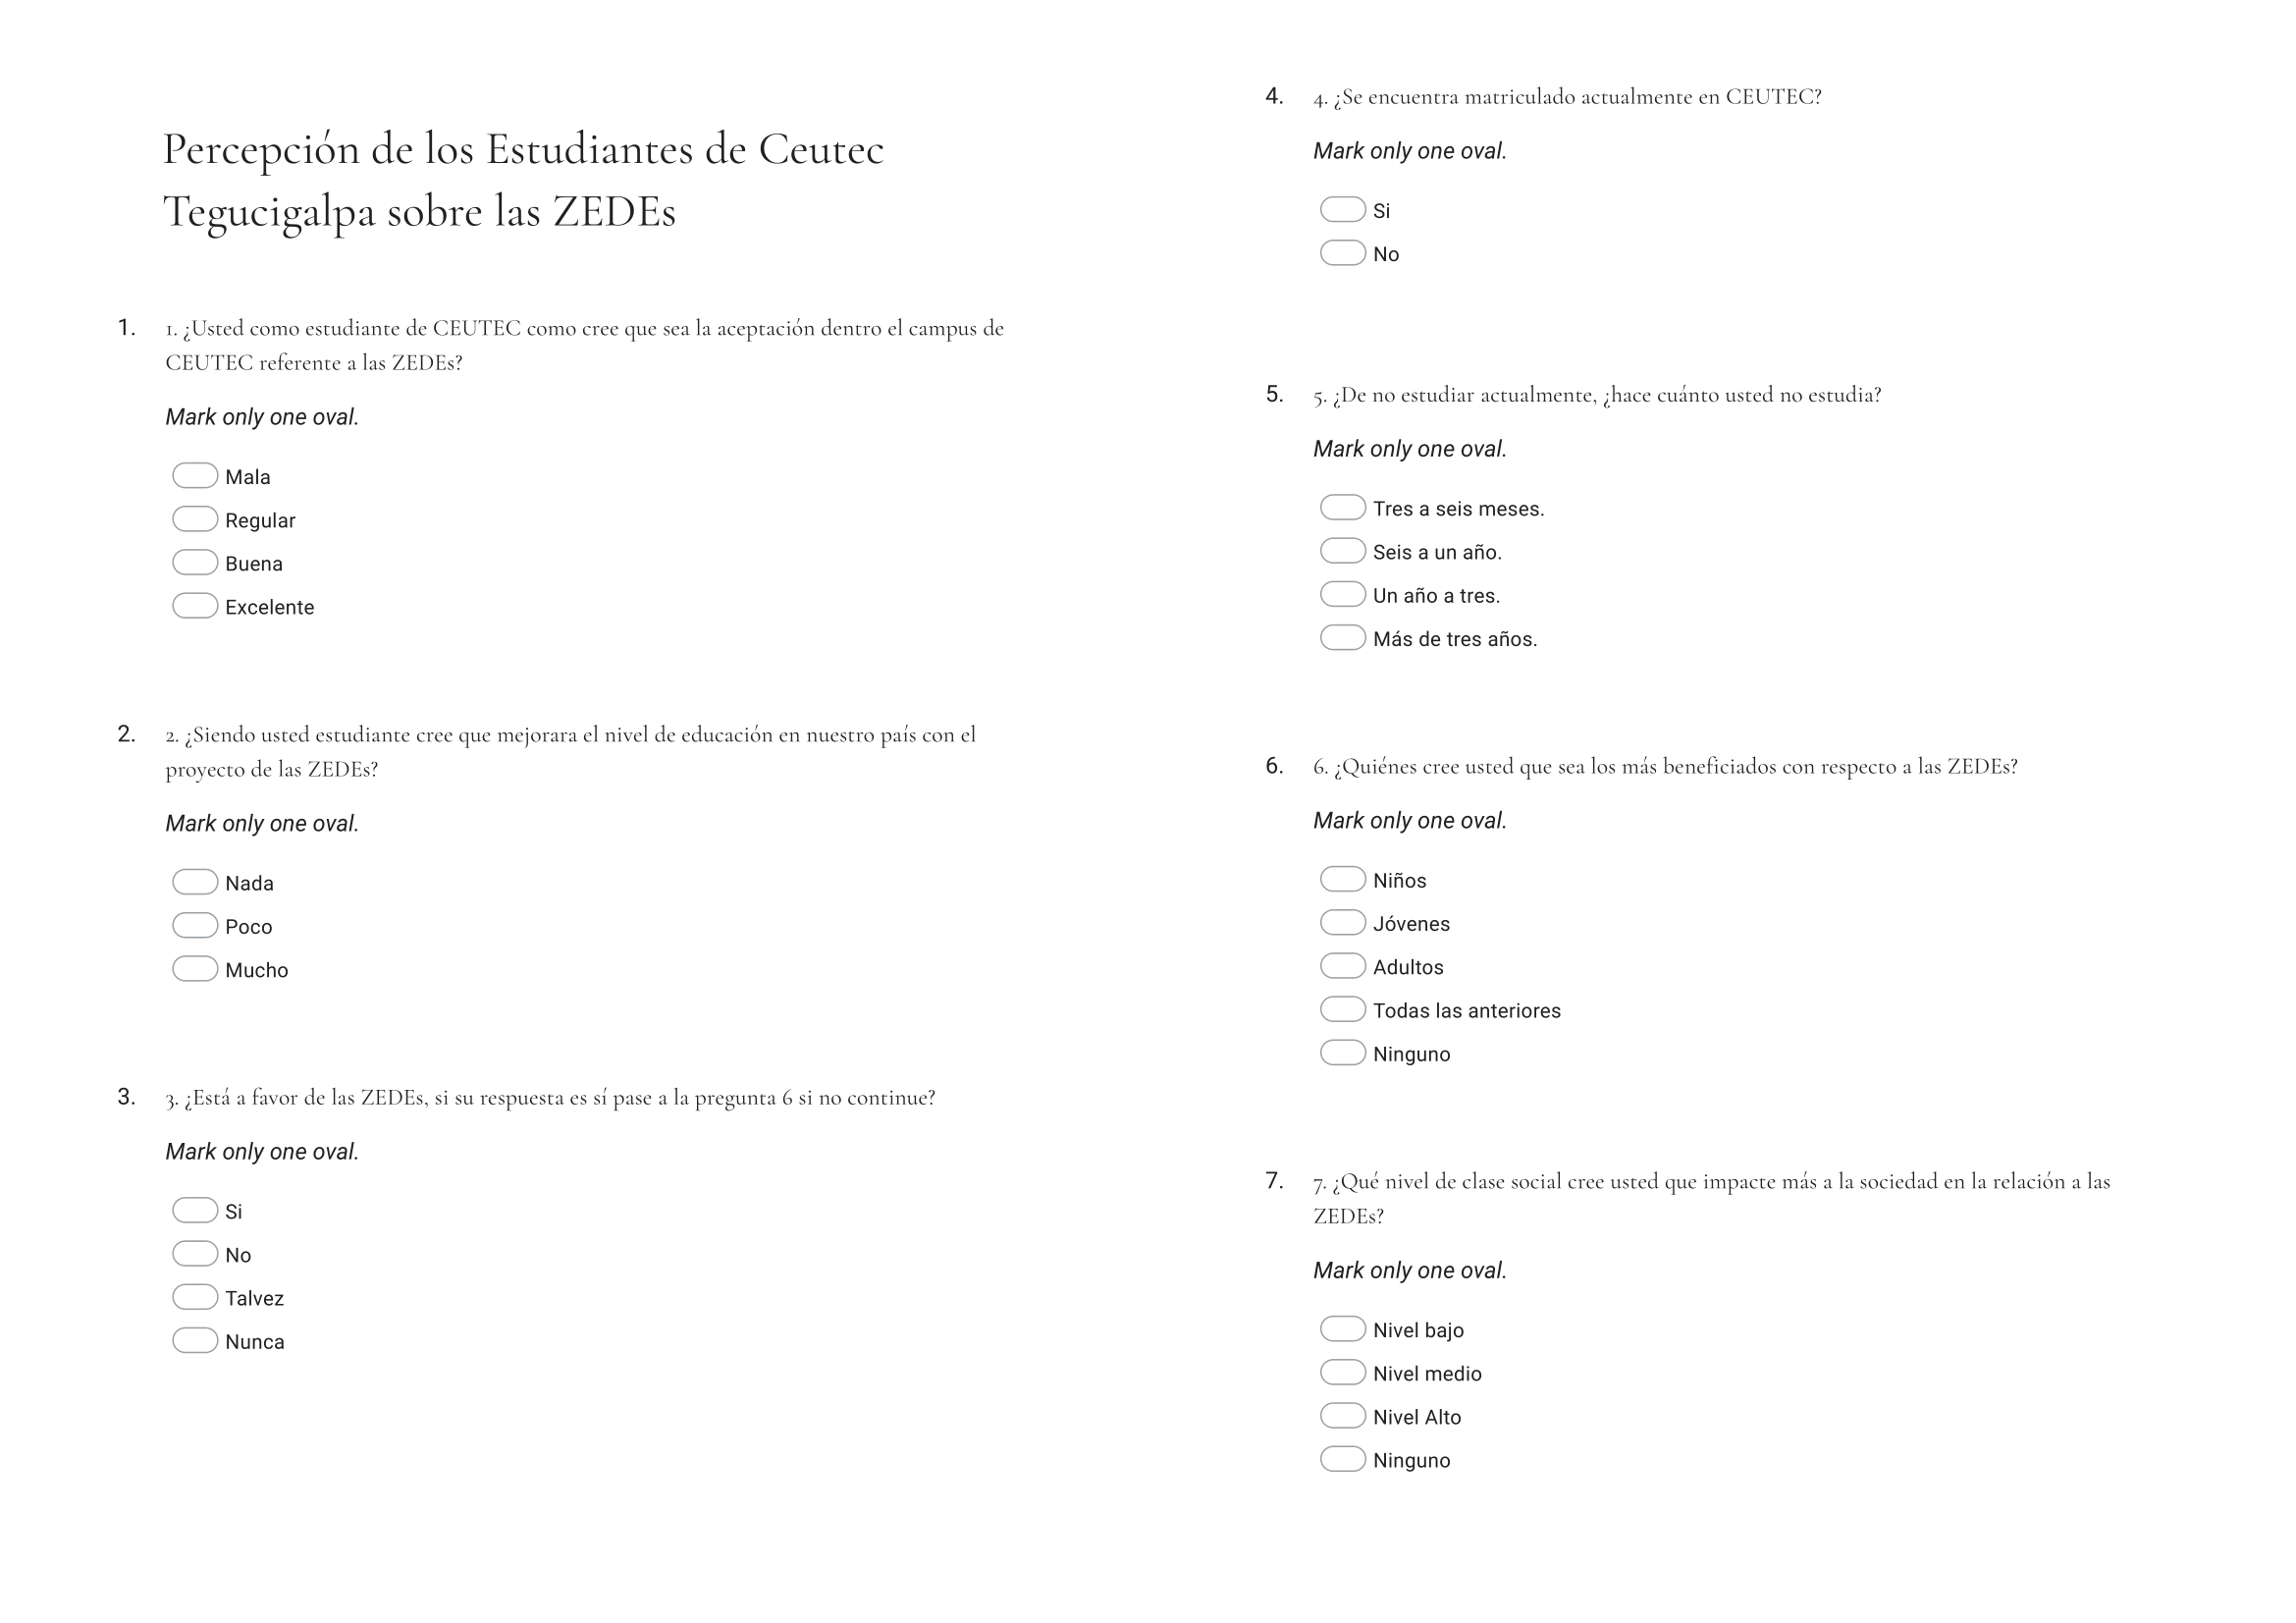 Percepción de los Estudiantes de Ceutec
Tegucigalpa sobre las ZEDEs
1. 1. ¿Usted como estudiante de CEUTEC como cree que sea la aceptación dentro el campus de
CEUTEC referente a las ZEDEs?
Mark only one oval.
Mala
Regular
Buena
Excelente
2. 2. ¿Siendo usted estudiante cree que mejorara el nivel de educación en nuestro país con el
proyecto de las ZEDEs?
Mark only one oval.
Nada
Poco
Mucho
3. 3. ¿Está a favor de las ZEDEs, si su respuesta es sí pase a la pregunta 6 si no continue?
Mark only one oval.
Si
No
Talvez
Nunca
4. 4. ¿Se encuentra matriculado actualmente en CEUTEC?
Mark only one oval.
Si
No
5. 5. ¿De no estudiar actualmente, ¿hace cuánto usted no estudia?
Mark only one oval.
Tres a seis meses.
Seis a un año.
Un año a tres.
Más de tres años.
6. 6. ¿Quiénes cree usted que sea los más beneficiados con respecto a las ZEDEs?
Mark only one oval.
Niños
Jóvenes
Adultos
Todas las anteriores
Ninguno
7. 7. ¿Qué nivel de clase social cree usted que impacte más a la sociedad en la relación a las
ZEDEs?
Mark only one oval.
Nivel bajo
Nivel medio
Nivel Alto
Ninguno